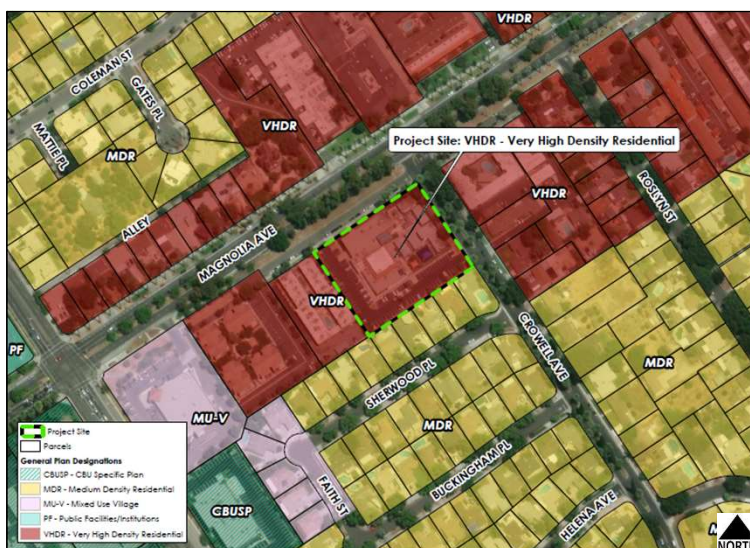 VHDR
COLEMAN ST
GATES PL
MATTIE PL
MDR
VHDR
Project Site: VHDR - Very High Density Residential
VHDR
ROSLYN ST
ALLEY
MAGNOLIA AVE
VHDR
PF
CROWELL AVE
MDR
SHERWOOD PL
MU-V
MDR
BUCKINGHAM PL
FAITH ST
CBUSP
HELENA AVE
Project Site
Parcels
General Plan Designations
CBUSP - CBU Specific Plan
MDR - Medium Density Residential
MU-V - Mixed Use Village
PF - Public Facilities/Institutions
VHDR - Very High Density Residential
NORTH